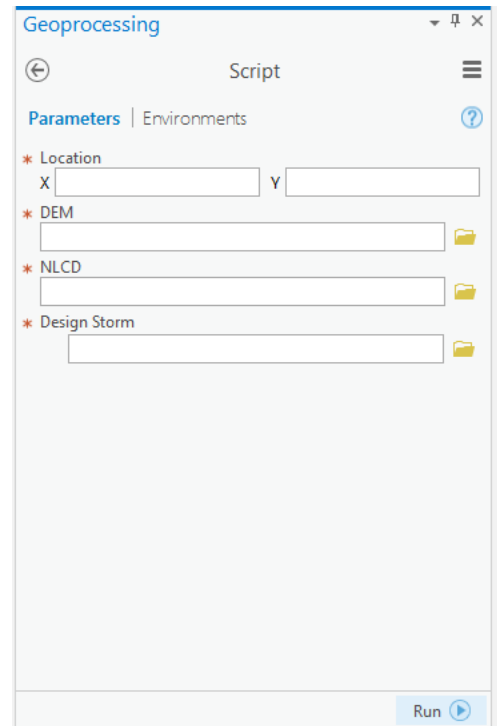 Geoprocessing
Script
Parameters | Environments
* Location
X Y
* DEM
* NLCD
* Design Storm
Run